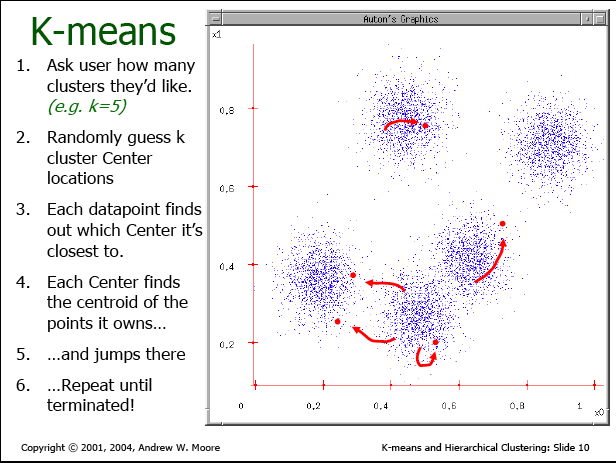 K-means
1. Ask user how many
clusters they'd like.
(e.g. k=5)
2. Randomly guess k
cluster Center
locations
3. Each datapoint finds
out which Center it's
closest to.
4. Each Center finds
the centroid of the
points it owns…
5. …and jumps there
6. …Repeat until
terminated!
Auton's Graphics
x1
0.8
0.6
0.4
0.2
0 0.2 0.4 0.6 0.8 1 x0
Copyright © 2001, 2004, Andrew W. Moore
K-means and Hierarchical Clustering: Slide 10